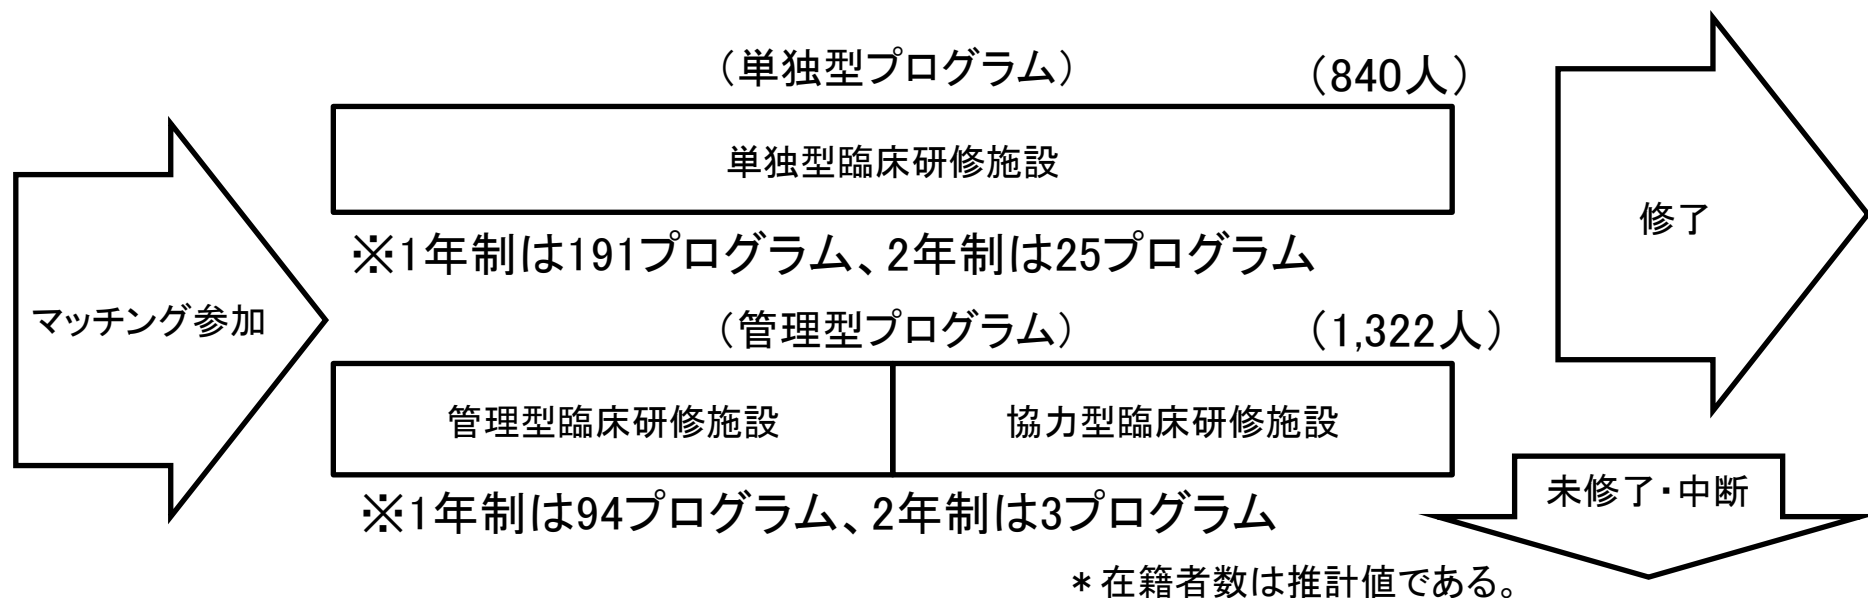 マッチング参加
（単独型プログラム）
（840人）
単独型臨床研修施設
※1年制は191プログラム、2年制は25プログラム
（管理型プログラム）
（1,322人）
管理型臨床研修施設
協力型臨床研修施設
※1年制は94プログラム、2年制は3プログラム
修了
未修了・中断
＊在籍者数は推計値である。